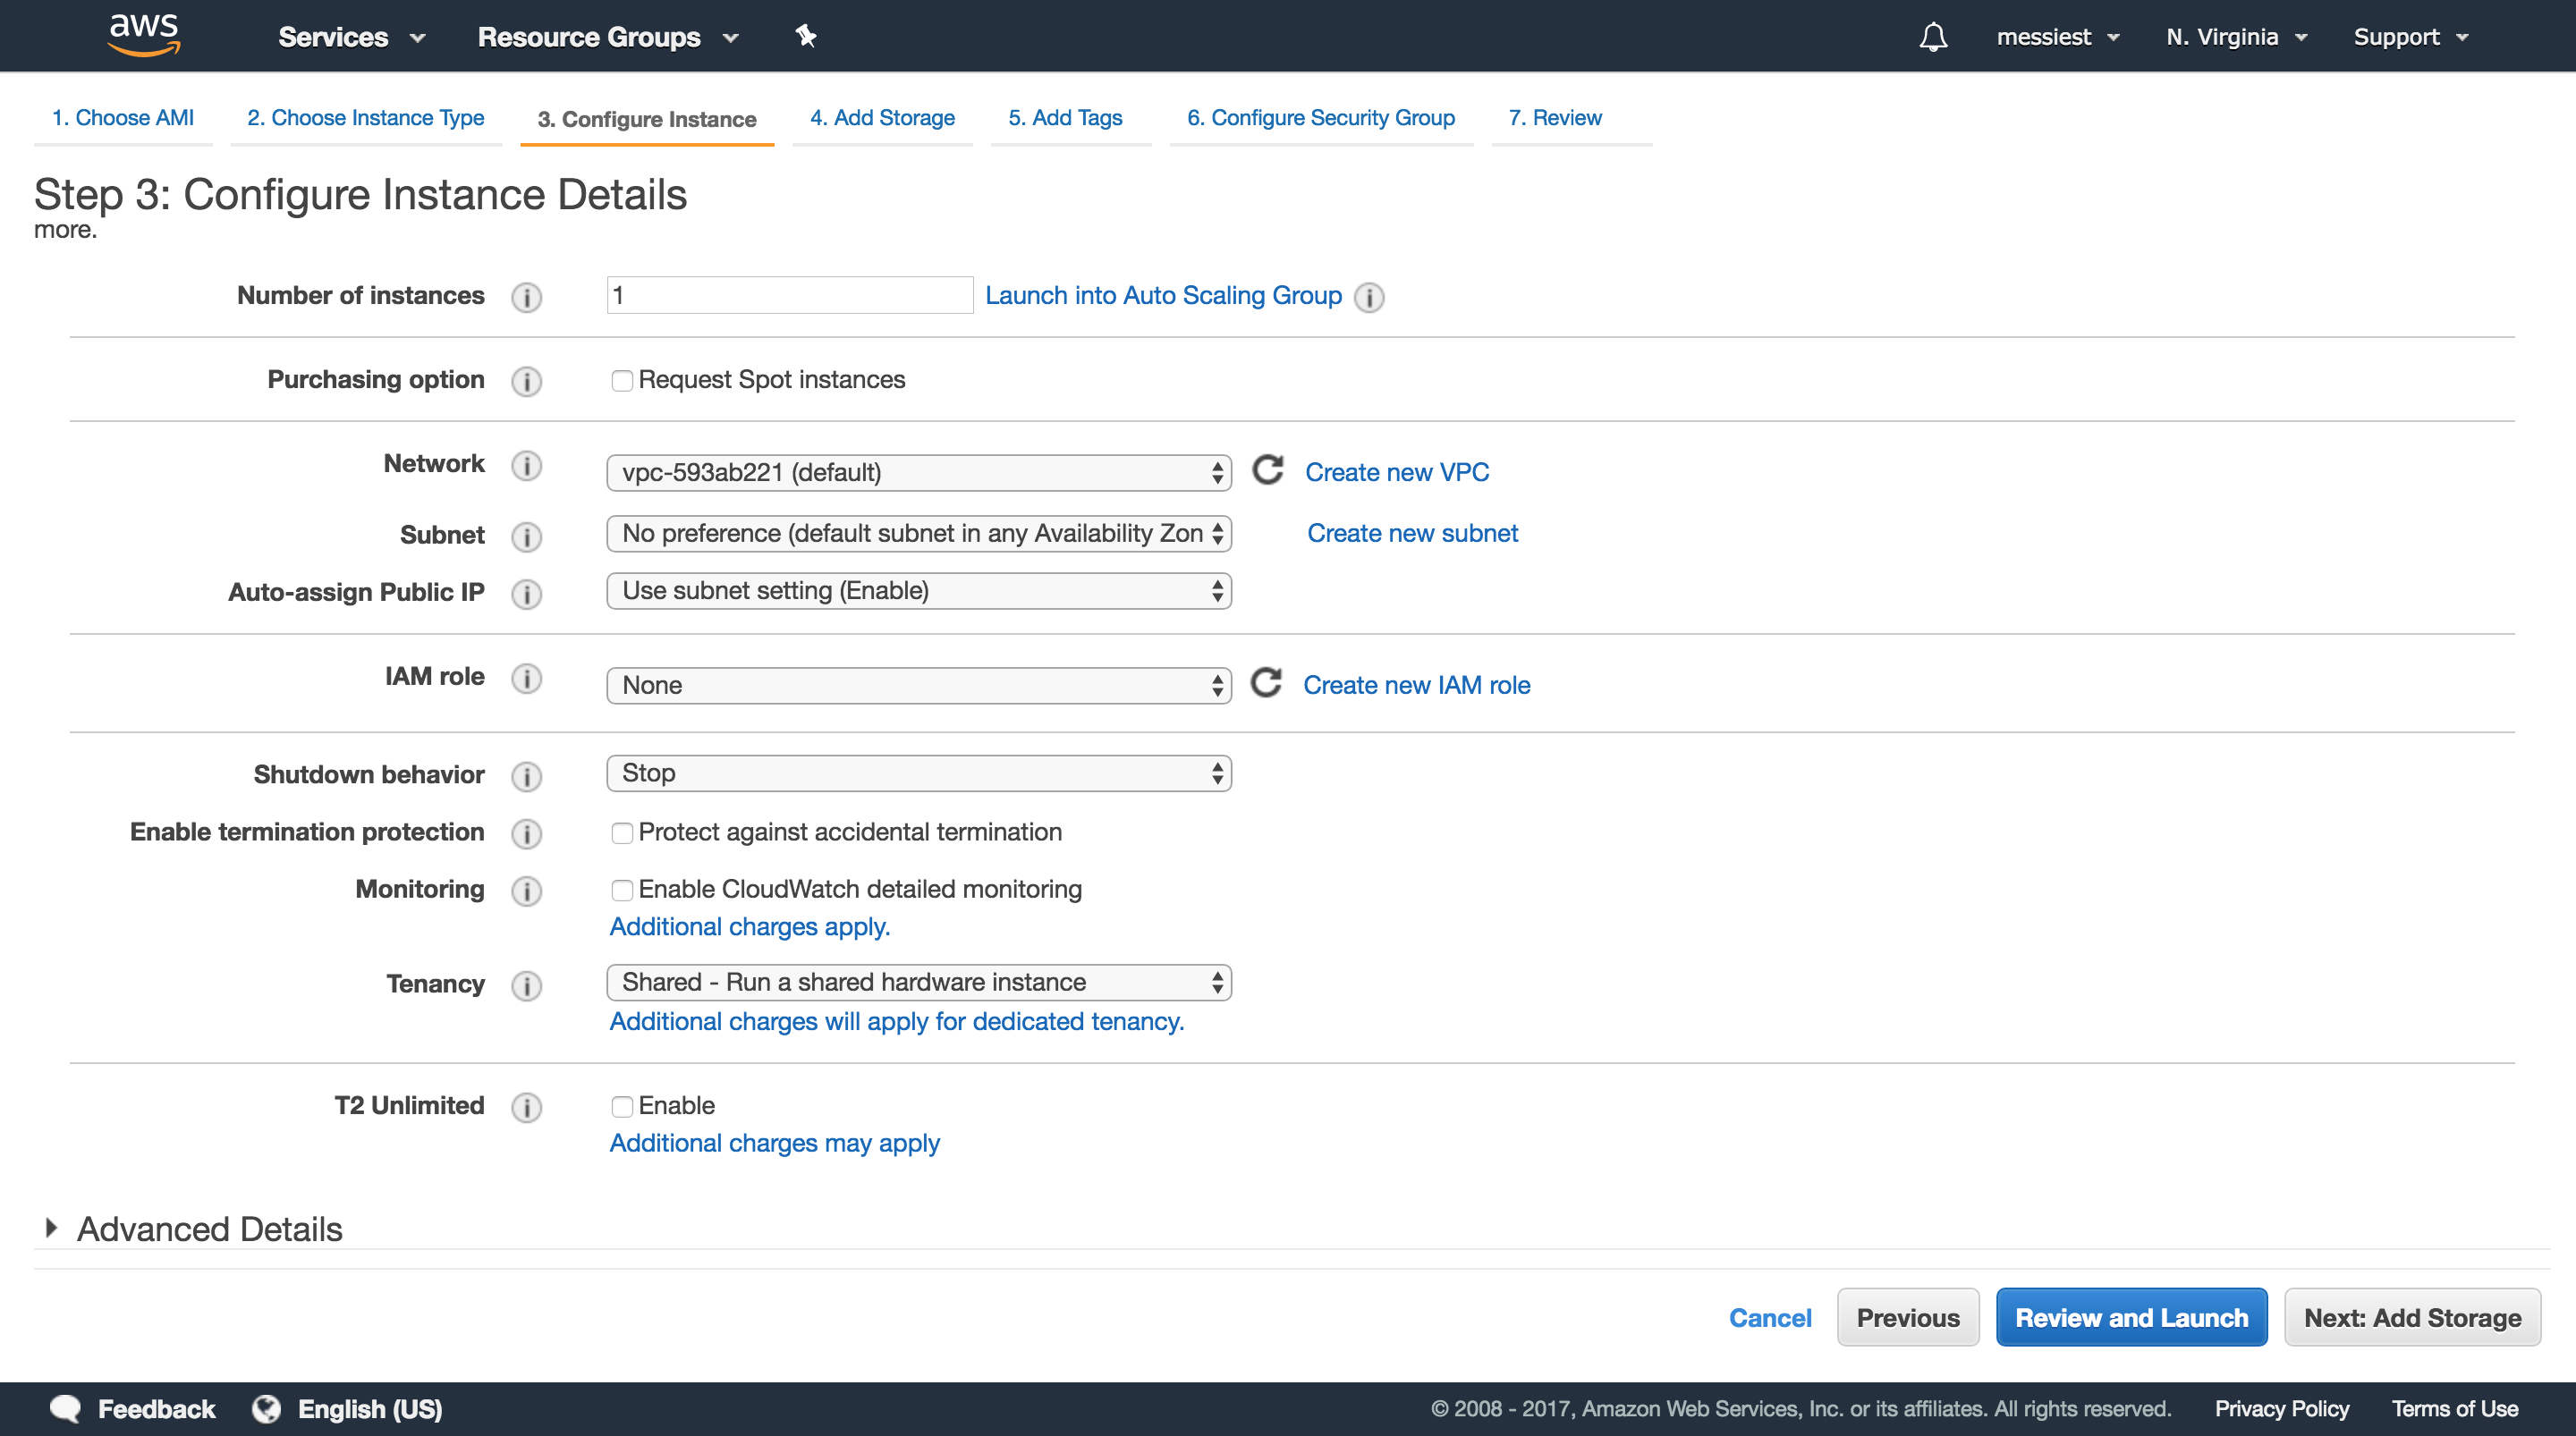 aws Services Resource Groups messiest N. Virginia Support
1. Choose AMI 2. Choose Instance Type 3. Configure Instance 4. Add Storage 5. Add Tags 6. Configure Security Group 7. Review
Step 3: Configure Instance Details
more.
Number of instances 1 Launch into Auto Scaling Group
Purchasing option Request Spot instances
Network vpc-593ab221 (default) Create new VPC
Subnet No preference (default subnet in any Availability Zon Create new subnet
Auto-assign Public IP Use subnet setting (Enable)
IAM role None Create new IAM role
Shutdown behavior Stop
Enable termination protection Protect against accidental termination
Monitoring Enable CloudWatch detailed monitoring
Additional charges apply.
Tenancy Shared - Run a shared hardware instance
Additional charges will apply for dedicated tenancy.
T2 Unlimited Enable
Additional charges may apply
Advanced Details
Cancel Previous Review and Launch Next: Add Storage
Feedback English (US) © 2008 - 2017, Amazon Web Services, Inc. or its affiliates. All rights reserved. Privacy Policy Terms of Use